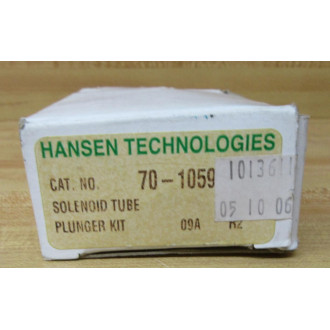 HANSEN TECHNOLOGIES
CAT. NO. 70-1059
1013611
SOLENOID TUBE
05 10 06
PLUNGER KIT 09A